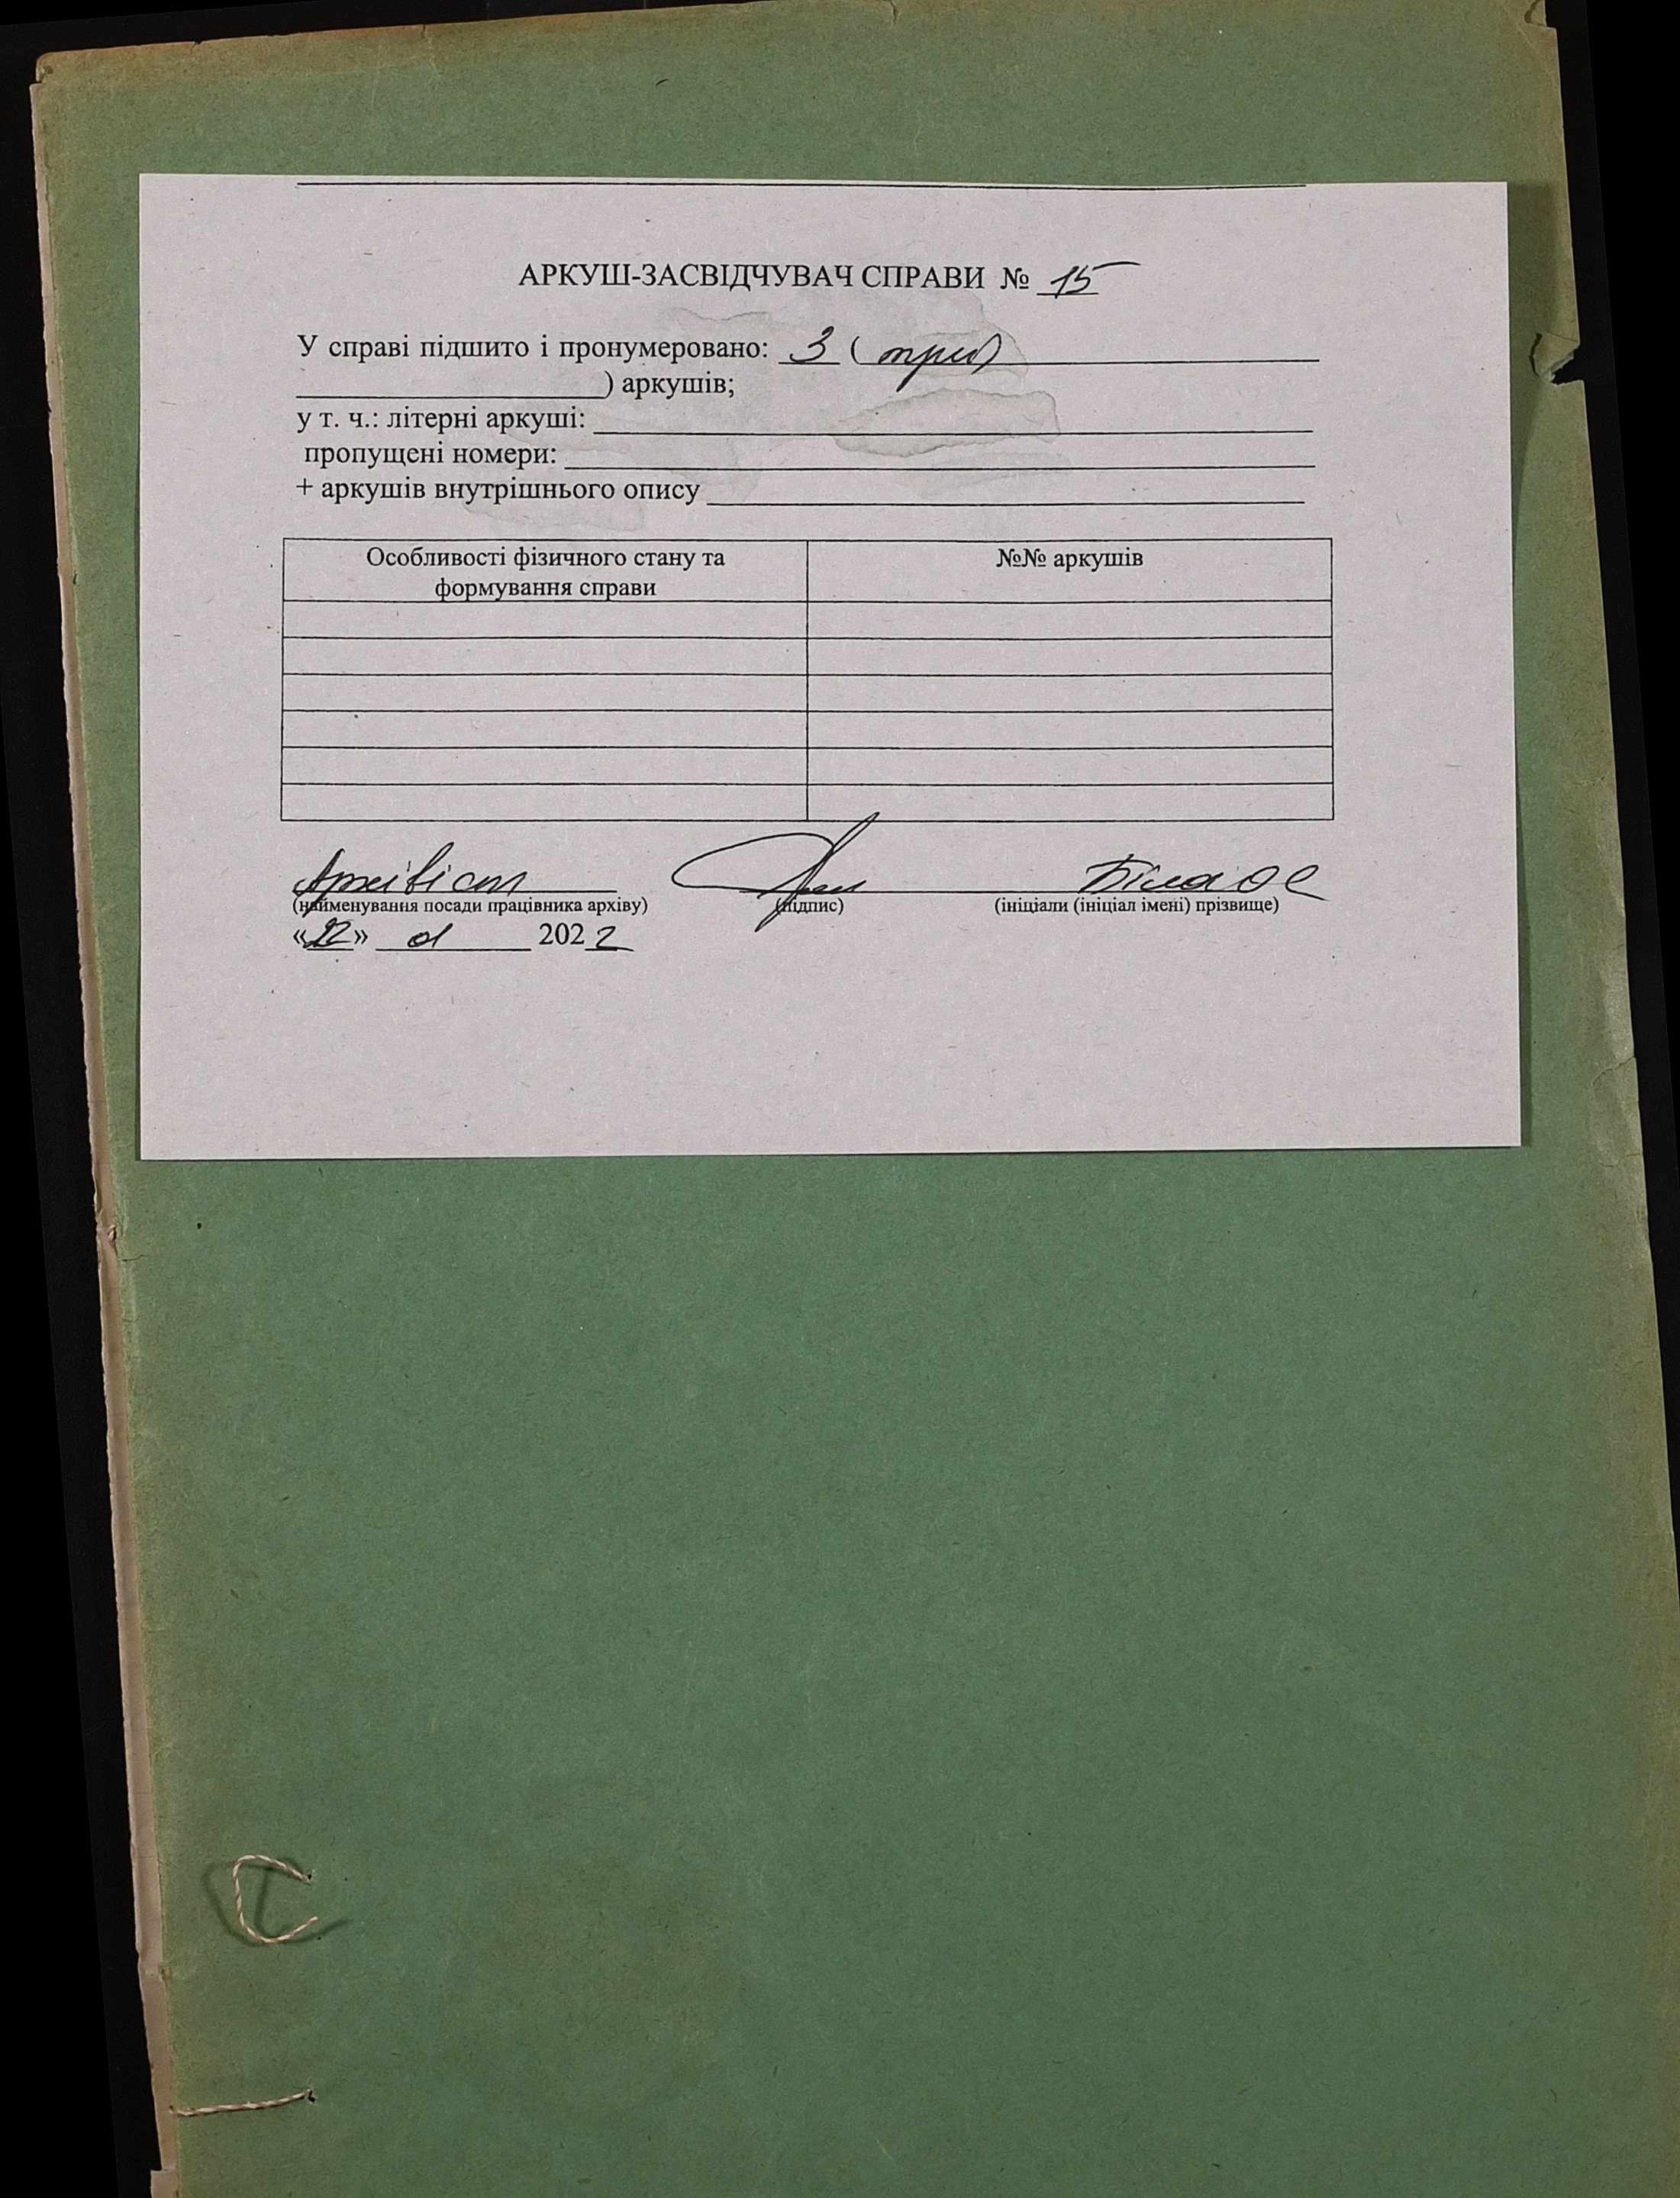 АРКУШ-ЗАСВІДЧУВАЧ СПРАВИ № 15
У справі підшито і пронумеровано: 3 ( три)
) аркушів;
у т. ч.: літерні аркуші:
пропущені номери:
+ аркушів внутрішнього опису
Особливості фізичного стану та
формування справи
№№ аркушів
Архівіст Біла ОС
(найменування посади працівника архіву) (підпис) (ініціали (ініціал імені) прізвище)
«22» 01 2022